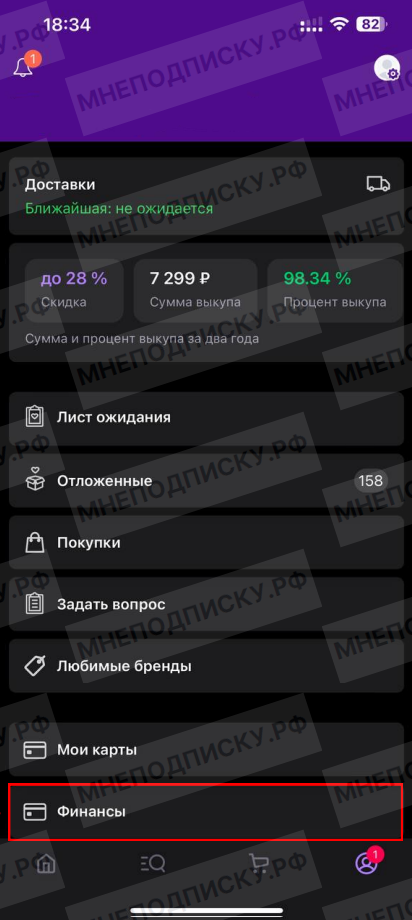 18:34
82
1
Доставки
Ближайшая: не ожидается
до 28 %
7 299 ₽
98.34 %
Скидка
Сумма выкупа
Процент выкупа
Сумма и процент выкупа за два года
Лист ожидания
Отложенные
158
Покупки
Задать вопрос
Любимые бренды
Мои карты
Финансы
1
МНЕПОДПИСКУ.РФ